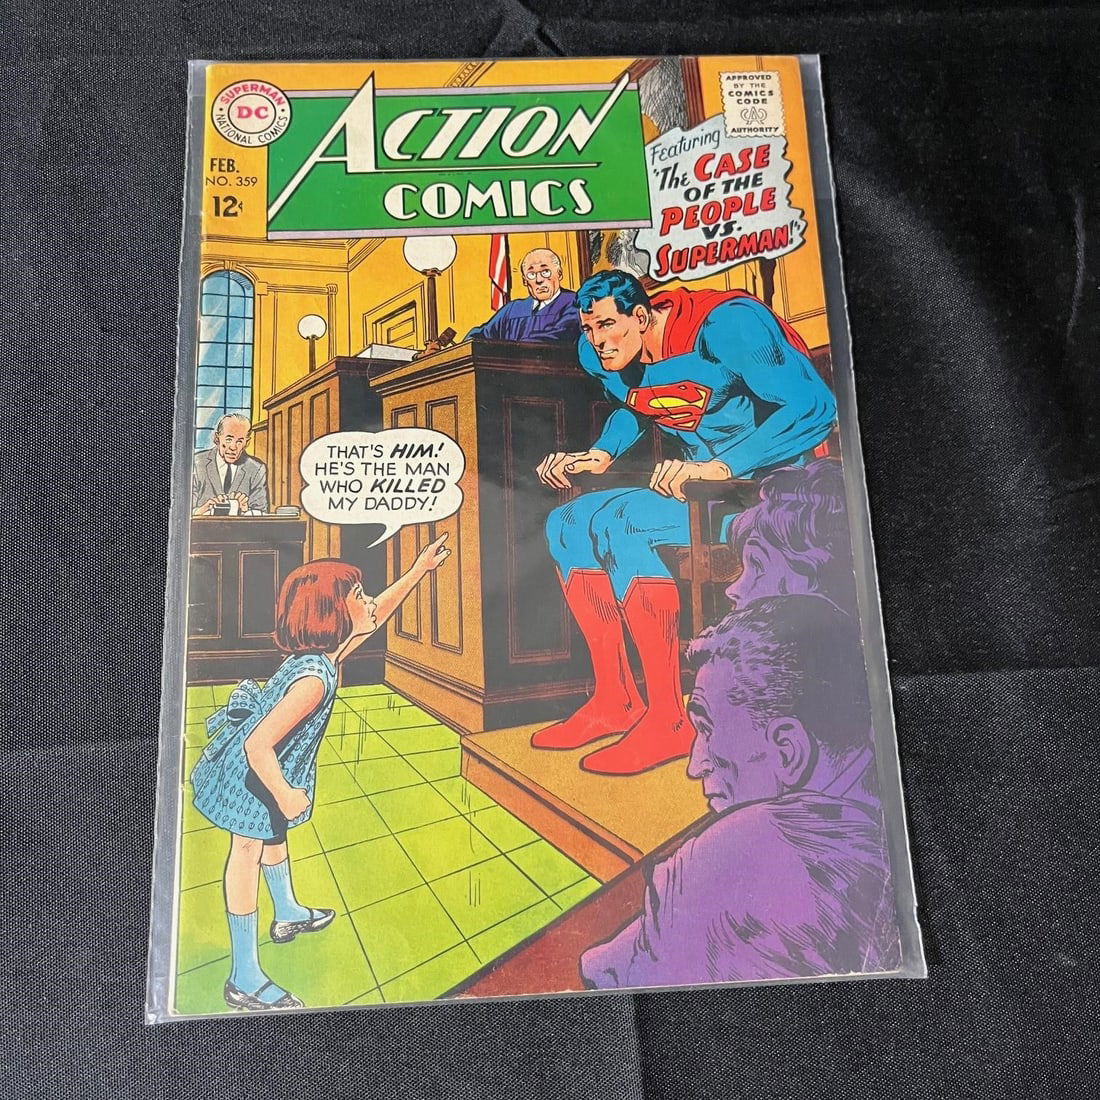 SUPERMAN
DC
NATIONAL COMICS
FEB.
NO. 359
12¢
ACTION
COMICS
APPROVED
BY THE
COMICS
CODE
CA
AUTHORITY
Featuring
"The CASE
OF THE
PEOPLE
VS.
SUPERMAN!"
THAT'S HIM!
HE'S THE MAN
WHO KILLED
MY DADDY!
S